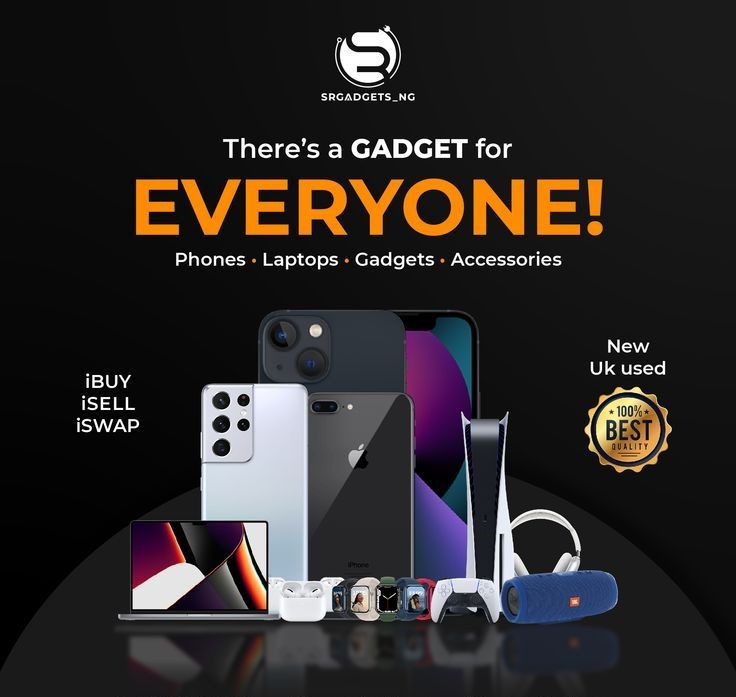 SRGADGETS_NG
There's a GADGET for
EVERYONE!
Phones • Laptops • Gadgets • Accessories
iBUY
iSELL
iSWAP
New
Uk used
100%
BEST
QUALITY
iPhone
JBL